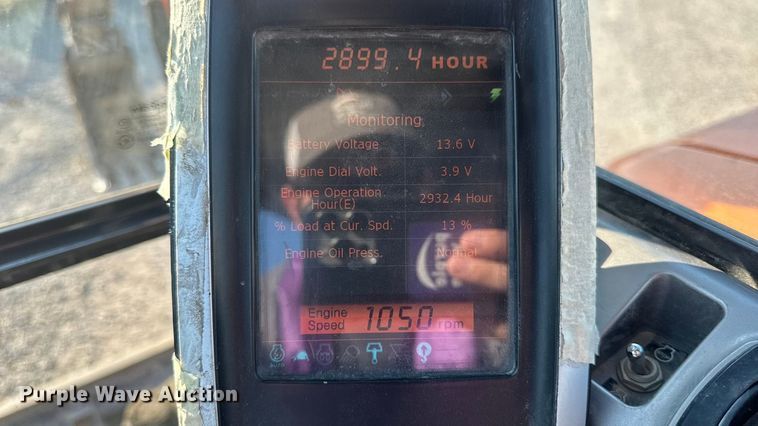 2899.4 HOUR
Monitoring
Battery Voltage 13.6 V
Engine Dial Volt. 3.9 V
Engine Operation Hour(E) 2932.4 Hour
% Load at Cur. Spd. 13 %
Engine Oil Press. Normal
Engine Speed 1050 rpm
AUTO
Purple Wave Auction